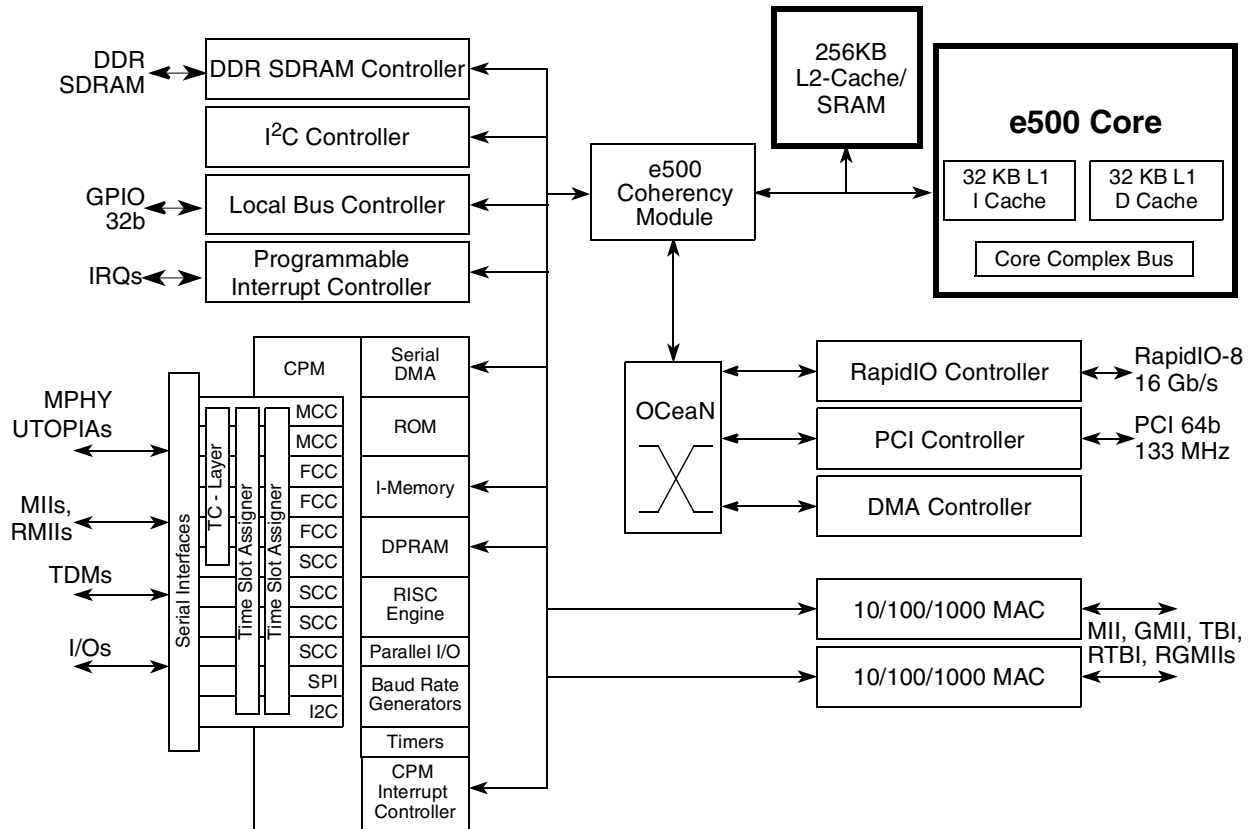 DDR
SDRAM
DDR SDRAM Controller
I²C Controller
GPIO
32b
Local Bus Controller
IRQs
Programmable
Interrupt Controller
256KB
L2-Cache/
SRAM
e500 Core
32 KB L1
I Cache
32 KB L1
D Cache
Core Complex Bus
e500
Coherency
Module
OCeaN
RapidIO Controller
RapidIO-8
16 Gb/s
PCI Controller
PCI 64b
133 MHz
DMA Controller
10/100/1000 MAC
10/100/1000 MAC
MII, GMII, TBI,
RTBI, RGMIIs
MPHY
UTOPIAs
MIIs,
RMIIs
TDMs
I/Os
Serial Interfaces
TC - Layer
Time Slot Assigner
Time Slot Assigner
CPM
MCC
MCC
FCC
FCC
FCC
SCC
SCC
SCC
SCC
SPI
I2C
Serial
DMA
ROM
I-Memory
DPRAM
RISC
Engine
Parallel I/O
Baud Rate
Generators
Timers
CPM
Interrupt
Controller